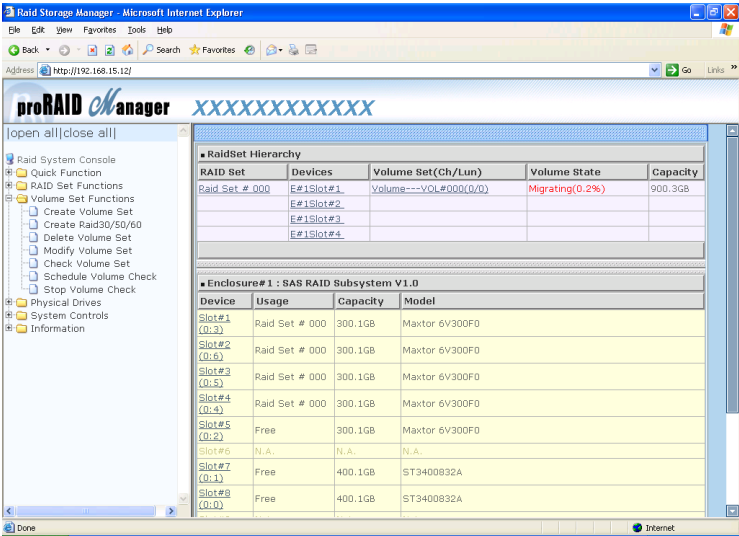 Raid Storage Manager - Microsoft Internet Explorer
File Edit View Favorites Tools Help
Back Search Favorites
Address http://192.168.15.12/ Go Links »
proRAID Manager XXXXXXXXXXXX
|open all|close all|
Raid System Console
Quick Function
RAID Set Functions
Volume Set Functions
Create Volume Set
Create Raid30/50/60
Delete Volume Set
Modify Volume Set
Check Volume Set
Schedule Volume Check
Stop Volume Check
Physical Drives
System Controls
Information
RaidSet Hierarchy
RAID Set Devices Volume Set(Ch/Lun) Volume State Capacity
Raid Set # 000 E#1Slot#1 Volume---VOL#000(0/0) Migrating(0.2%) 900.3GB
E#1Slot#2
E#1Slot#3
E#1Slot#4
Enclosure#1 : SAS RAID Subsystem V1.0
Device Usage Capacity Model
Slot#1 (0:3) Raid Set # 000 300.1GB Maxtor 6V300F0
Slot#2 (0:6) Raid Set # 000 300.1GB Maxtor 6V300F0
Slot#3 (0:5) Raid Set # 000 300.1GB Maxtor 6V300F0
Slot#4 (0:4) Raid Set # 000 300.1GB Maxtor 6V300F0
Slot#5 (0:2) Free 300.1GB Maxtor 6V300F0
Slot#6 N.A. N.A. N.A.
Slot#7 (0:1) Free 400.1GB ST3400832A
Slot#8 (0:0) Free 400.1GB ST3400832A
Done Internet